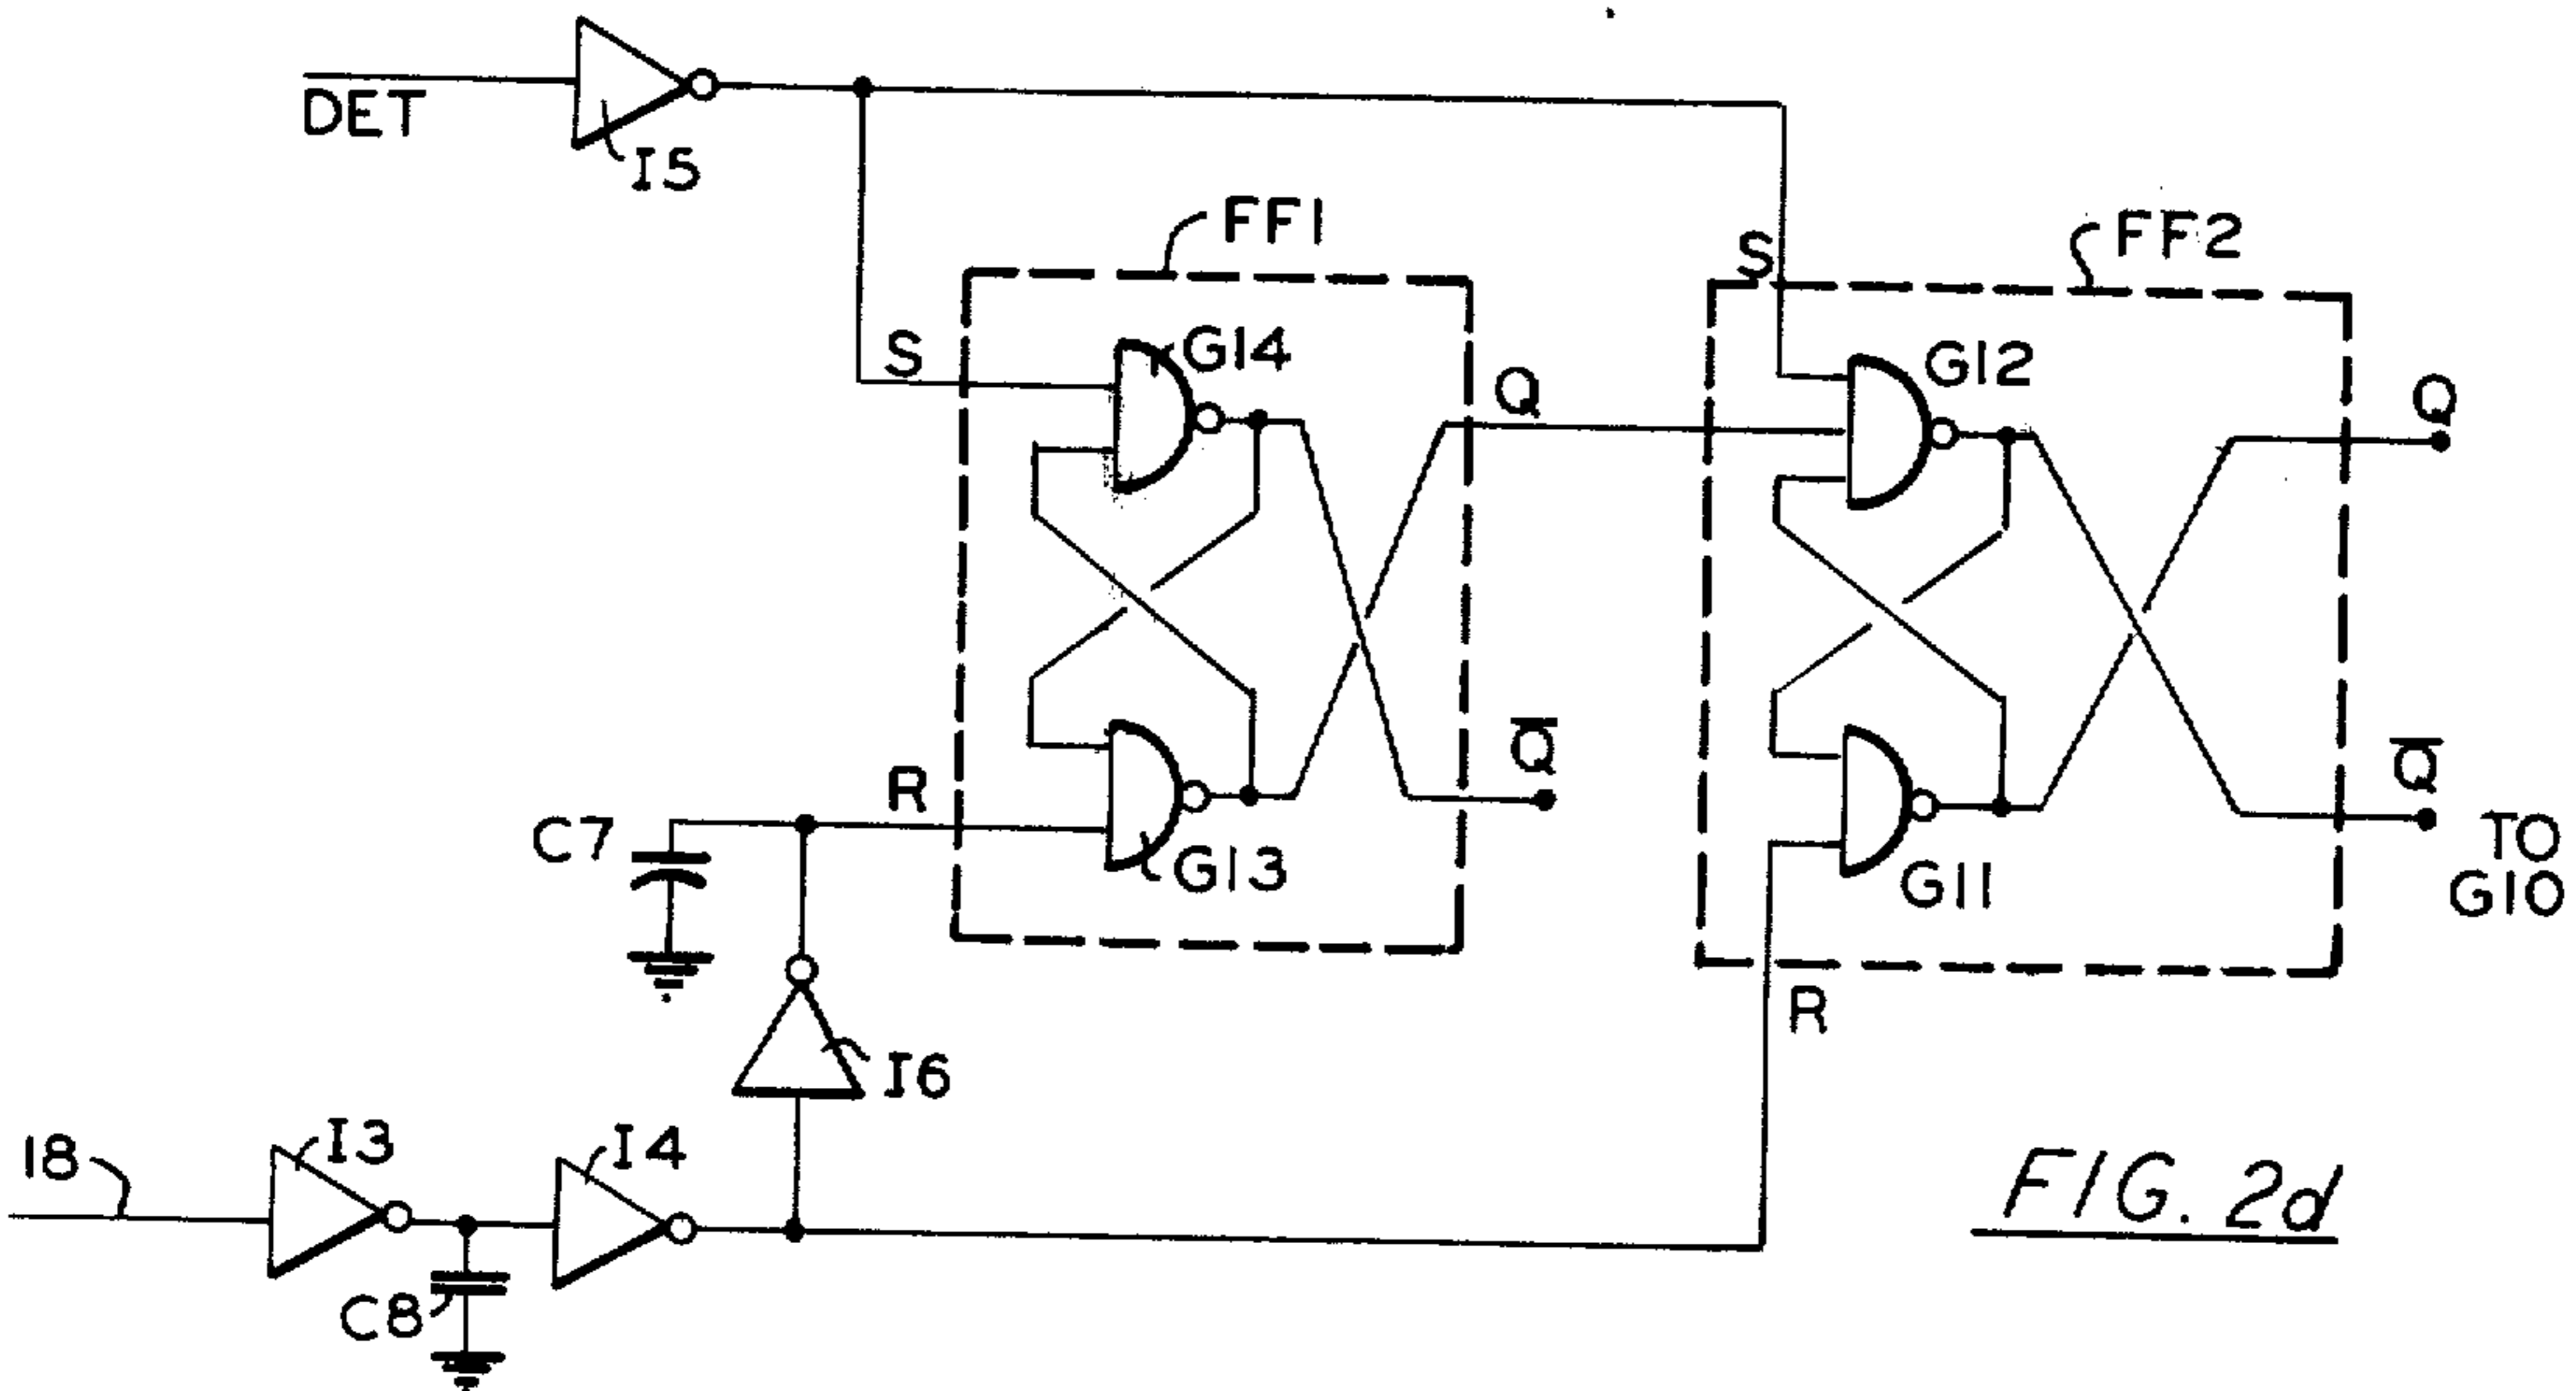 DET
I5
FF1
FF2
S
S
G14
G12
Q
Q
Q̅
Q̅
R
C7
G13
G11
TO
G10
R
I6
18
I3
I4
C8
FIG. 2d